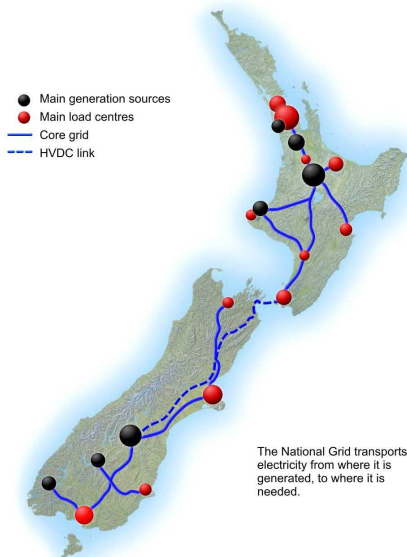 Main generation sources
Main load centres
Core grid
HVDC link
The National Grid transports
electricity from where it is
generated, to where it is
needed.